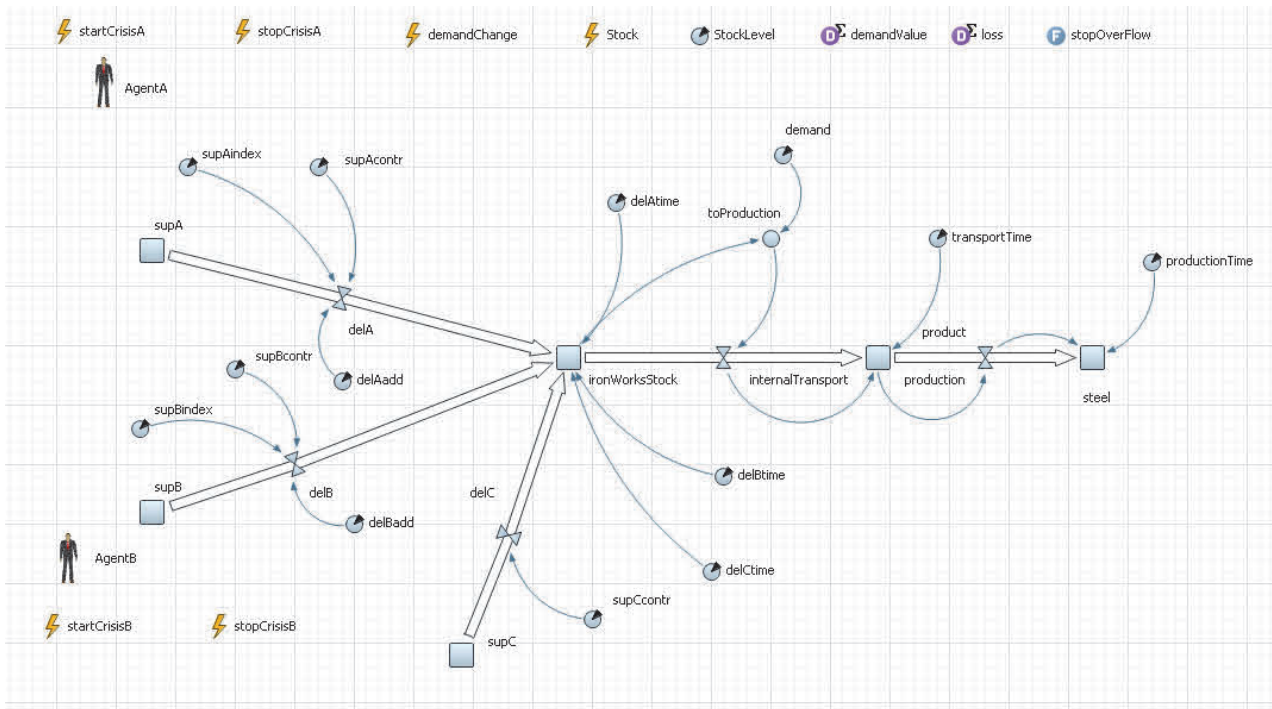 startCrisisA
stopCrisisA
demandChange
Stock
StockLevel
D Σ demandValue
D Σ loss
F stopOverFlow
AgentA
demand
supAindex
supAcontr
delAtime
toProduction
supA
transportTime
productionTime
delA
product
supBcontr
delAadd
ironWorksStock
internalTransport
production
steel
supBindex
supB
delB
delC
delBtime
delBadd
AgentB
delCtime
supCcontr
startCrisisB
stopCrisisB
supC